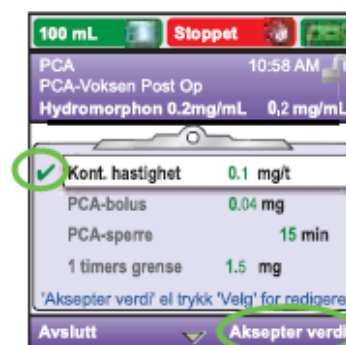 100 mL Stoppet
PCA 10:58 AM
PCA-Voksen Post Op
Hydromorphon 0.2mg/mL 0,2 mg/mL
Kont. hastighet 0.1 mg/t
PCA-bolus 0.04 mg
PCA-sperre 15 min
1 timers grense 1.5 mg
'Aksepter verdi' el trykk 'Velg' for redigere
Avslutt Aksepter verdi